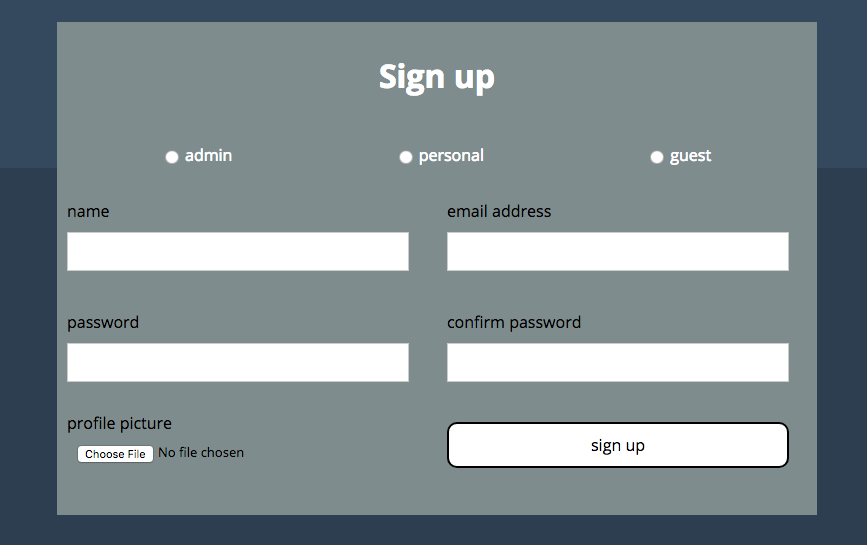 Sign up
admin personal guest
name email address
password confirm password
profile picture
Choose File No file chosen
sign up